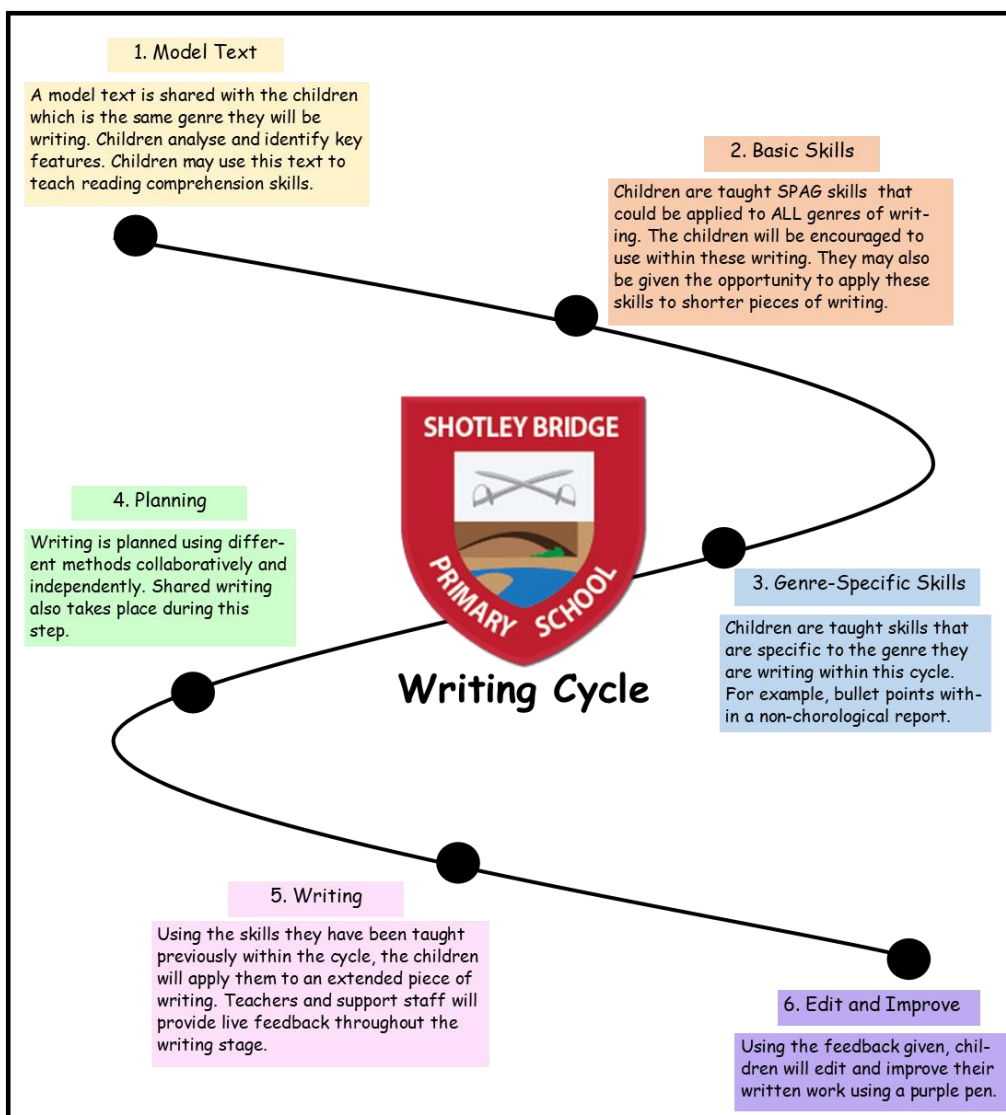 1. Model Text
A model text is shared with the children
which is the same genre they will be
writing. Children analyse and identify key
features. Children may use this text to
teach reading comprehension skills.
2. Basic Skills
Children are taught SPAG skills that
could be applied to ALL genres of writ-
ing. The children will be encouraged to
use within these writing. They may also
be given the opportunity to apply these
skills to shorter pieces of writing.
SHOTLEY BRIDGE
PRIMARY SCHOOL
Writing Cycle
3. Genre-Specific Skills
Children are taught skills that
are specific to the genre they
are writing within this cycle.
For example, bullet points with-
in a non-chorological report.
4. Planning
Writing is planned using differ-
ent methods collaboratively and
independently. Shared writing
also takes place during this
step.
5. Writing
Using the skills they have been taught
previously within the cycle, the children
will apply them to an extended piece of
writing. Teachers and support staff will
provide live feedback throughout the
writing stage.
6. Edit and Improve
Using the feedback given, chil-
dren will edit and improve their
written work using a purple pen.